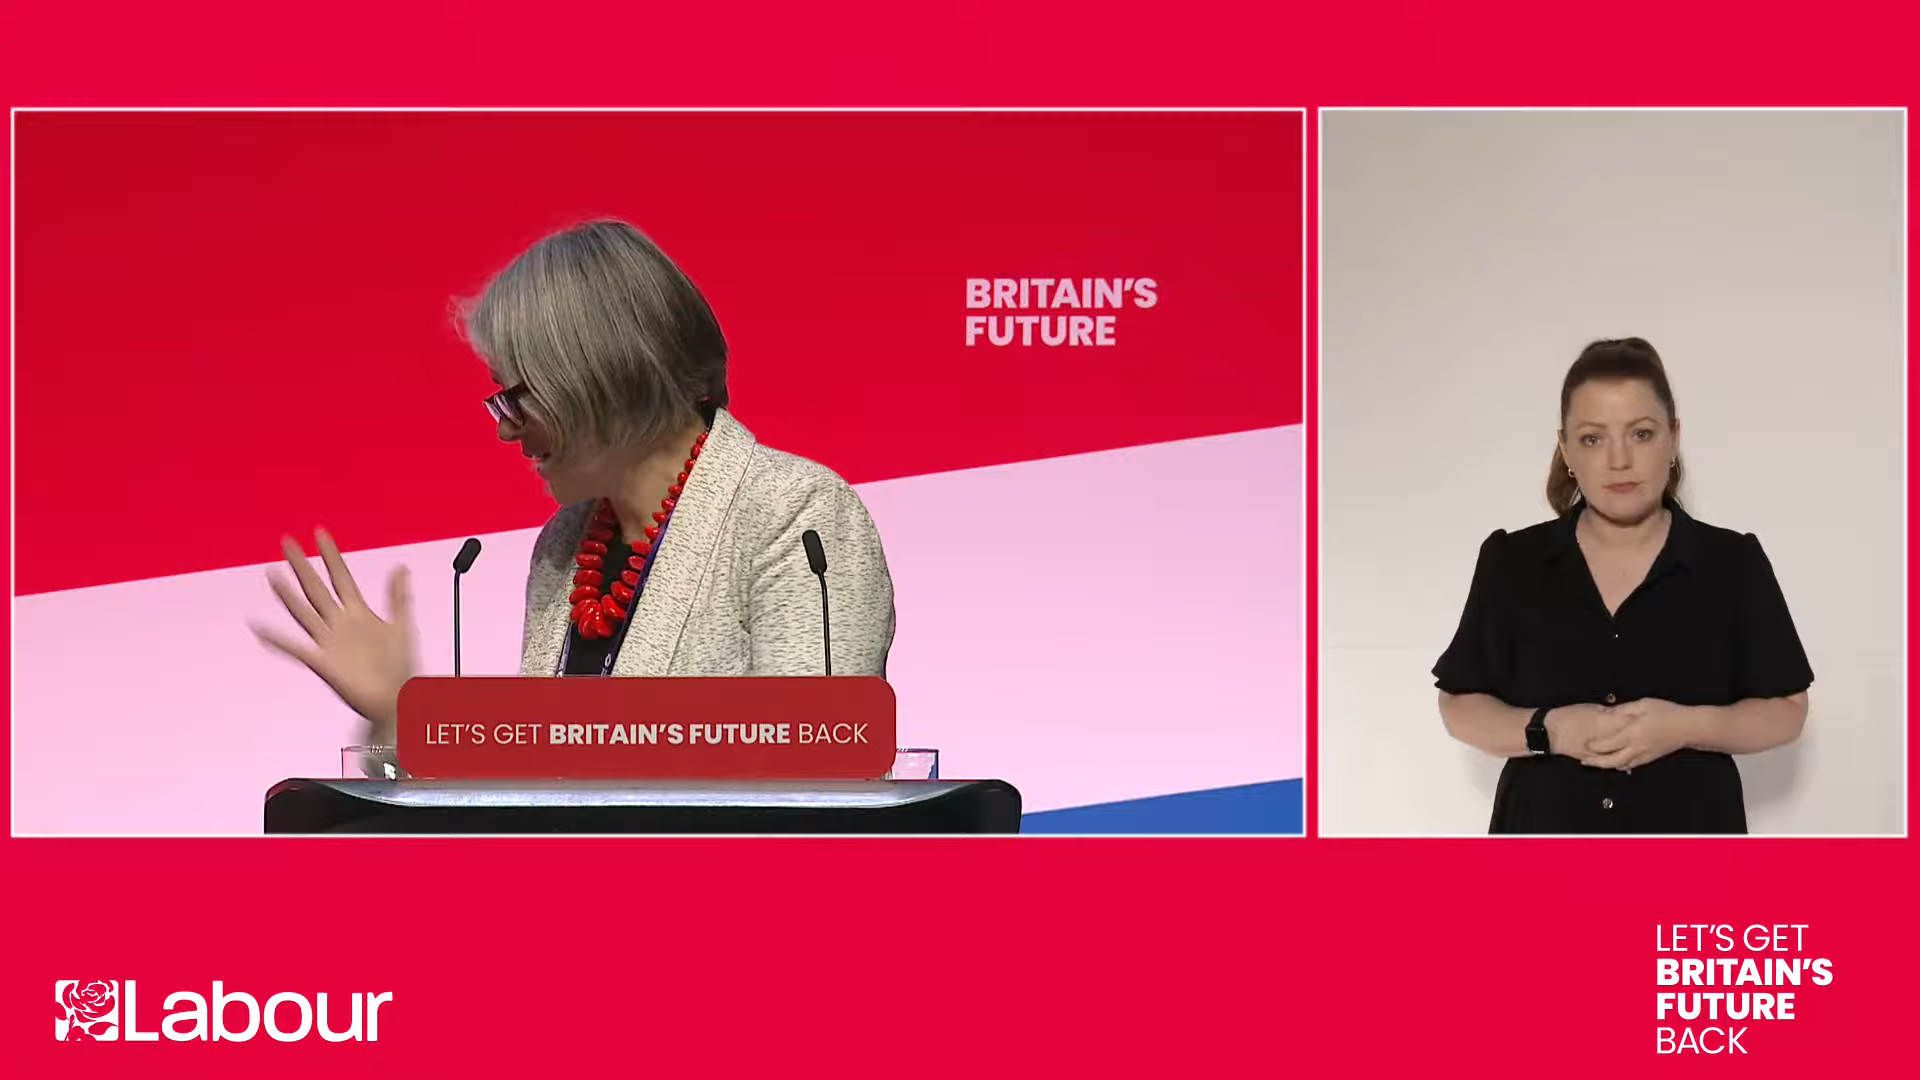 BRITAIN'S
FUTURE
LET'S GET BRITAIN'S FUTURE BACK
Labour
LET'S GET
BRITAIN'S
FUTURE
BACK